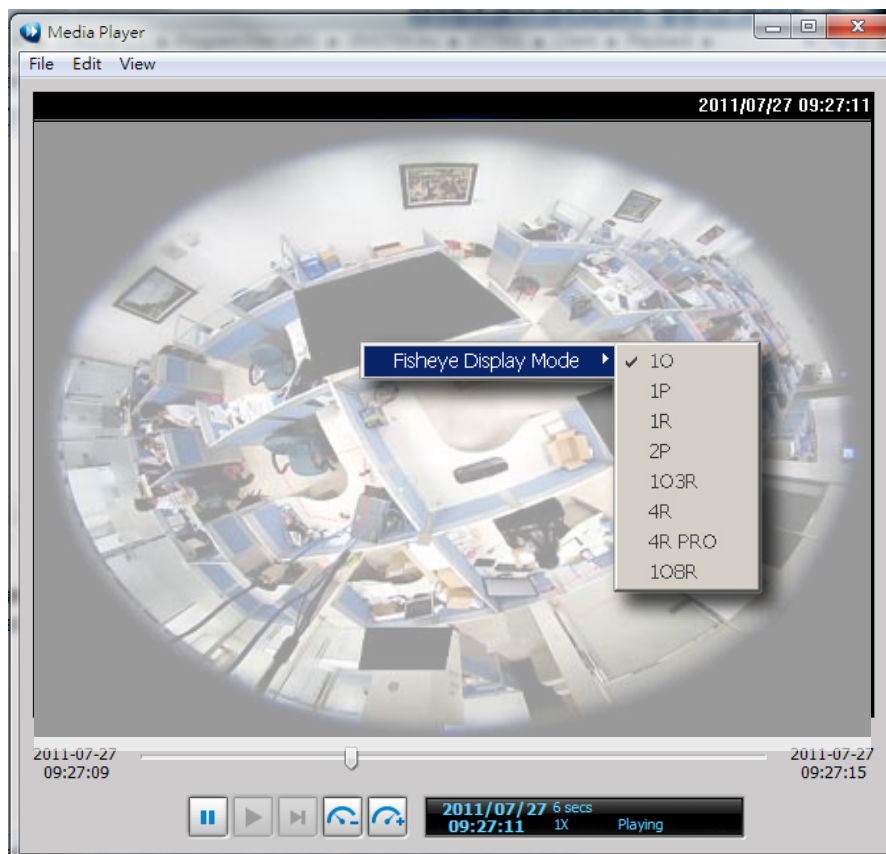 Media Player
File Edit View
2011/07/27 09:27:11
Fisheye Display Mode
1O
1P
1R
2P
1O3R
4R
4R PRO
1O8R
2011-07-27
09:27:09
2011-07-27
09:27:15
2011/07/27 6 secs
09:27:11 1X Playing